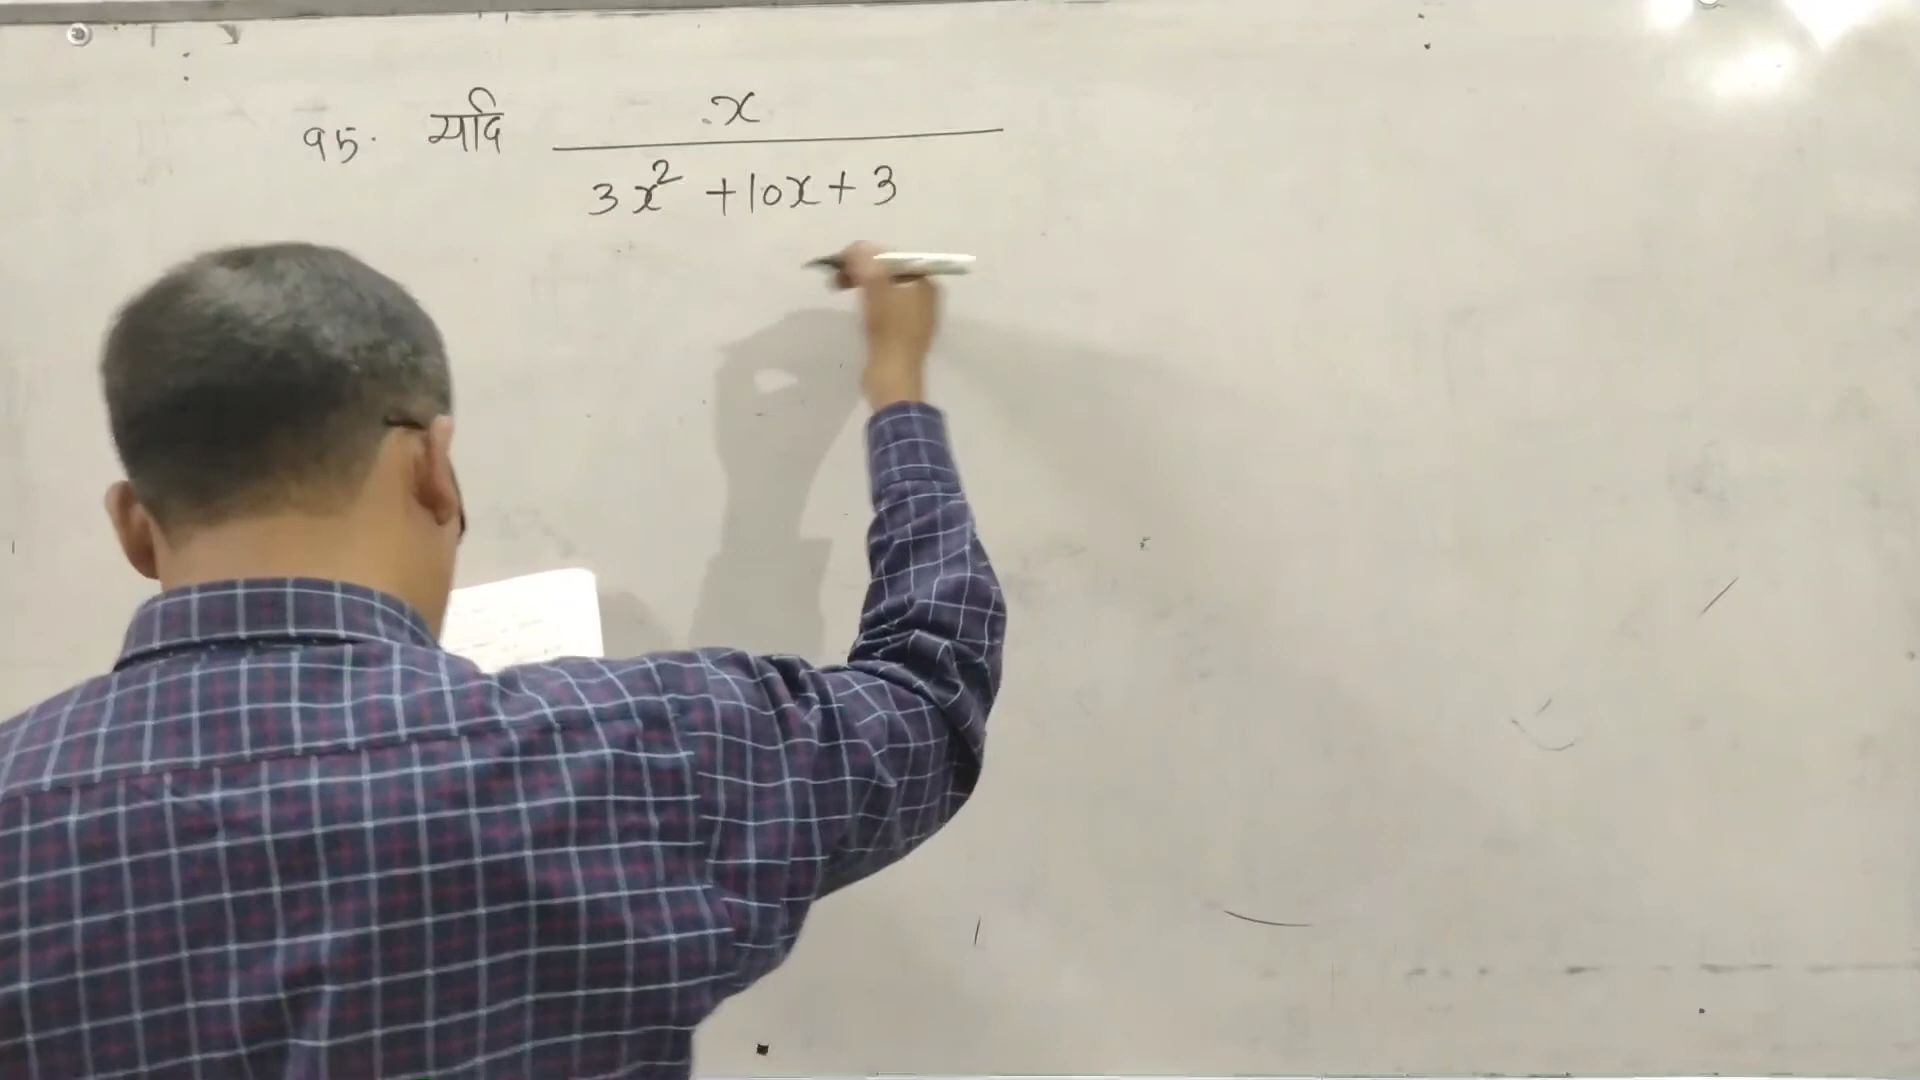 95. यदि x
3x² + 10x + 3